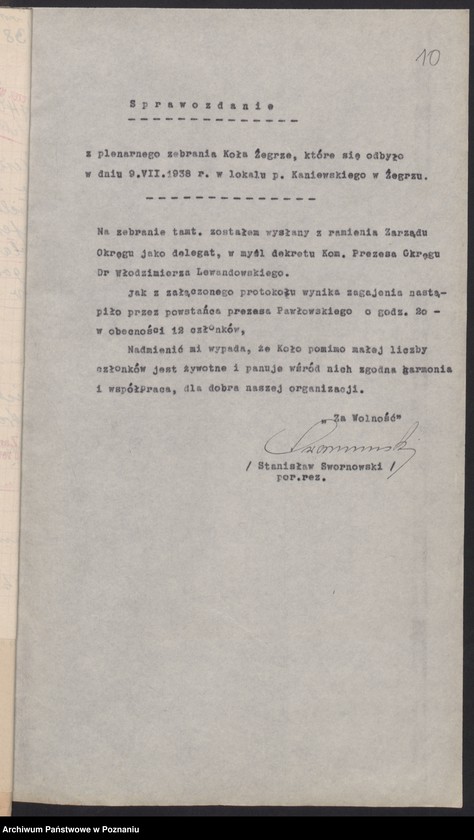 10
Sprawozdanie
z plenarnego zebrania Koła Żegrze, które się odbyło
w dniu 9.VII.1938 r. w lokalu p. Kaniewskiego w Żegrzu.
Na zebranie tamt. zostałem wysłany z ramienia Zarządu
Okręgu jako delegat, w myśl dekretu Kom. Prezesa Okręgu
Dr Włodzimierza Lewandowskiego.
Jak z załączonego protokołu wynika zagajenia nastą-
piło przez powstańca prezesa Pawłowskiego o godz. 20 -
w obecności 12 członków,
Nadmienić mi wypada, że Koło pomimo małej liczby
członków jest żywotne i panuje wśród nich zgodna harmonia
i współpraca, dla dobra naszej organizacji.
„Za Wolność"
/ Stanisław Swornowski /
por.rez.
Archiwum Państwowe w Poznaniu